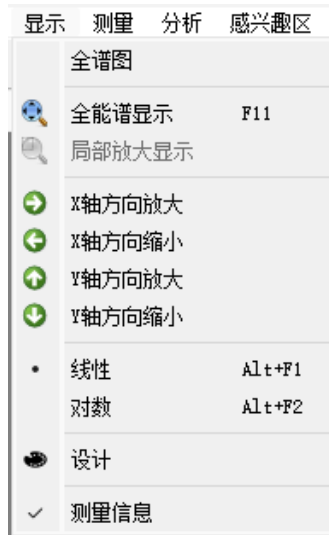 显示 测量 分析 感兴趣区
全谱图
全能谱显示 F11
局部放大显示
X轴方向放大
X轴方向缩小
Y轴方向放大
Y轴方向缩小
线性 Alt+F1
对数 Alt+F2
设计
测量信息